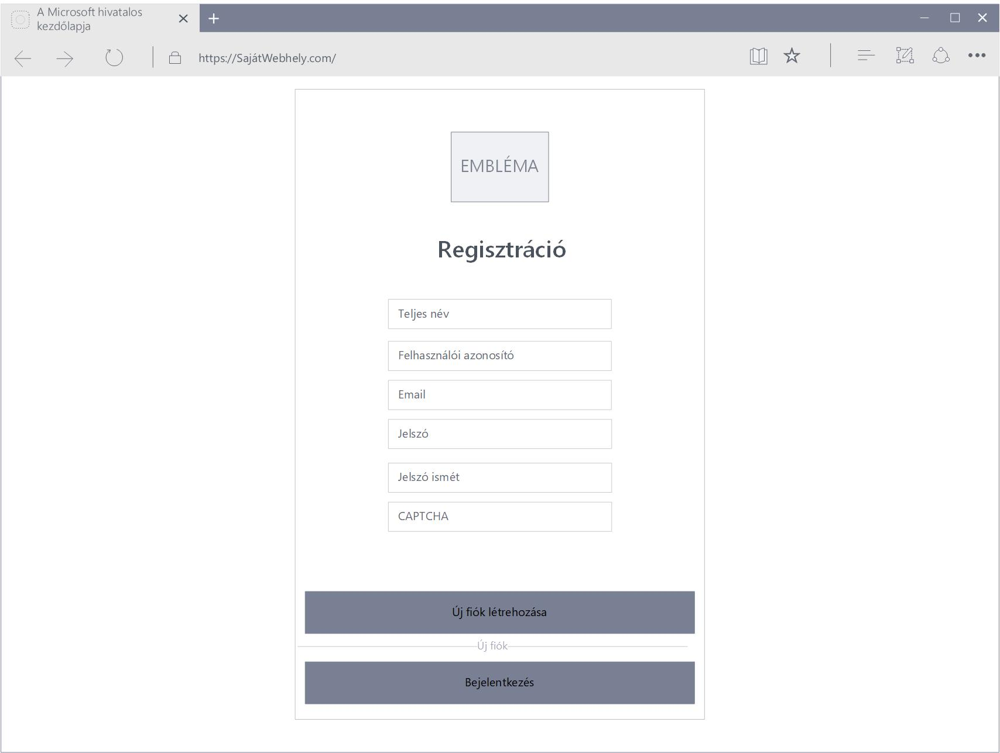 A Microsoft hivatalos
kezdőlapja
https://SajátWebhely.com/
EMBLÉMA
Regisztráció
Teljes név
Felhasználói azonosító
Email
Jelszó
Jelszó ismét
CAPTCHA
Új fiók létrehozása
Új fiók
Bejelentkezés